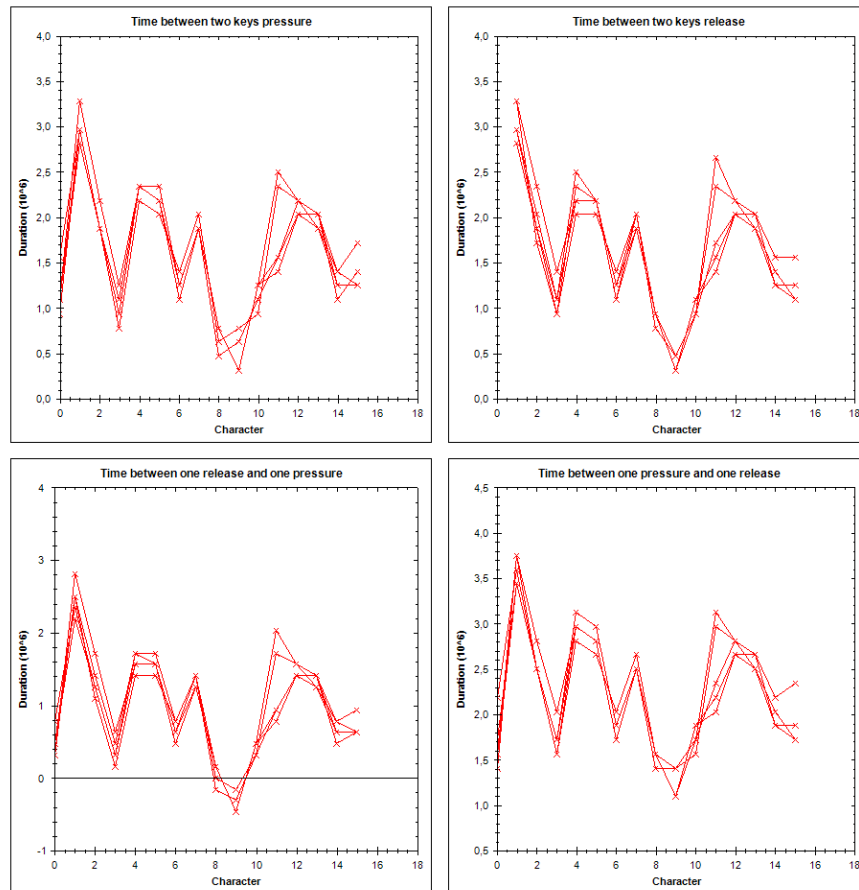 Time between two keys pressure
4,0
3,5
3,0
2,5
2,0
1,5
1,0
0,5
0,0
Duration (10^6)
0 2 4 6 8 10 12 14 16 18
Character
Time between two keys release
4,0
3,5
3,0
2,5
2,0
1,5
1,0
0,5
0,0
Duration (10^6)
0 2 4 6 8 10 12 14 16 18
Character
Time between one release and one pressure
4
3
2
1
0
-1
Duration (10^6)
0 2 4 6 8 10 12 14 16 18
Character
Time between one pressure and one release
4,5
4,0
3,5
3,0
2,5
2,0
1,5
1,0
0,5
Duration (10^6)
0 2 4 6 8 10 12 14 16 18
Character